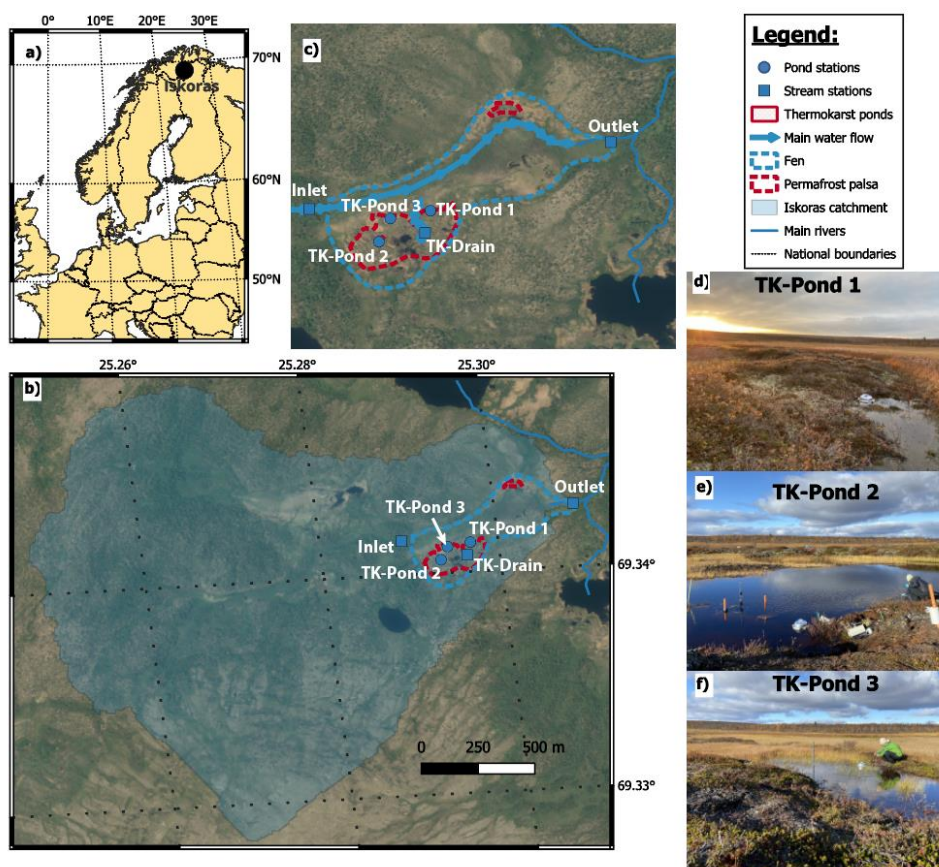 0° 10° 20° 30°E
a)
Iskoras
70°N
60°N
50°N
c)
Outlet
Inlet
TK-Pond 3
TK-Pond 1
TK-Pond 2
TK-Drain
Legend:
Pond stations
Stream stations
Thermokarst ponds
Main water flow
Fen
Permafrost palsa
Iskoras catchment
Main rivers
National boundaries
25.26° 25.28° 25.30°
b)
Outlet
TK-Pond 3
TK-Pond 1
Inlet
TK-Pond 2
TK-Drain
69.34°
0 250 500 m
69.33°
d)
TK-Pond 1
e)
TK-Pond 2
f)
TK-Pond 3